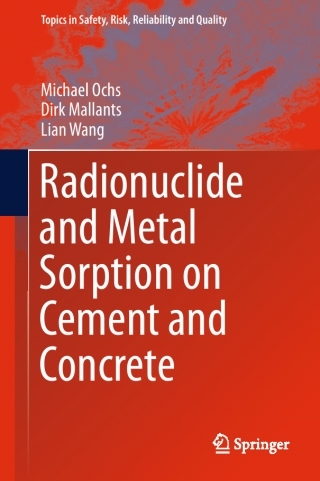 Topics in Safety, Risk, Reliability and Quality
Michael Ochs
Dirk Mallants
Lian Wang
Radionuclide
and Metal
Sorption on
Cement and
Concrete
Springer